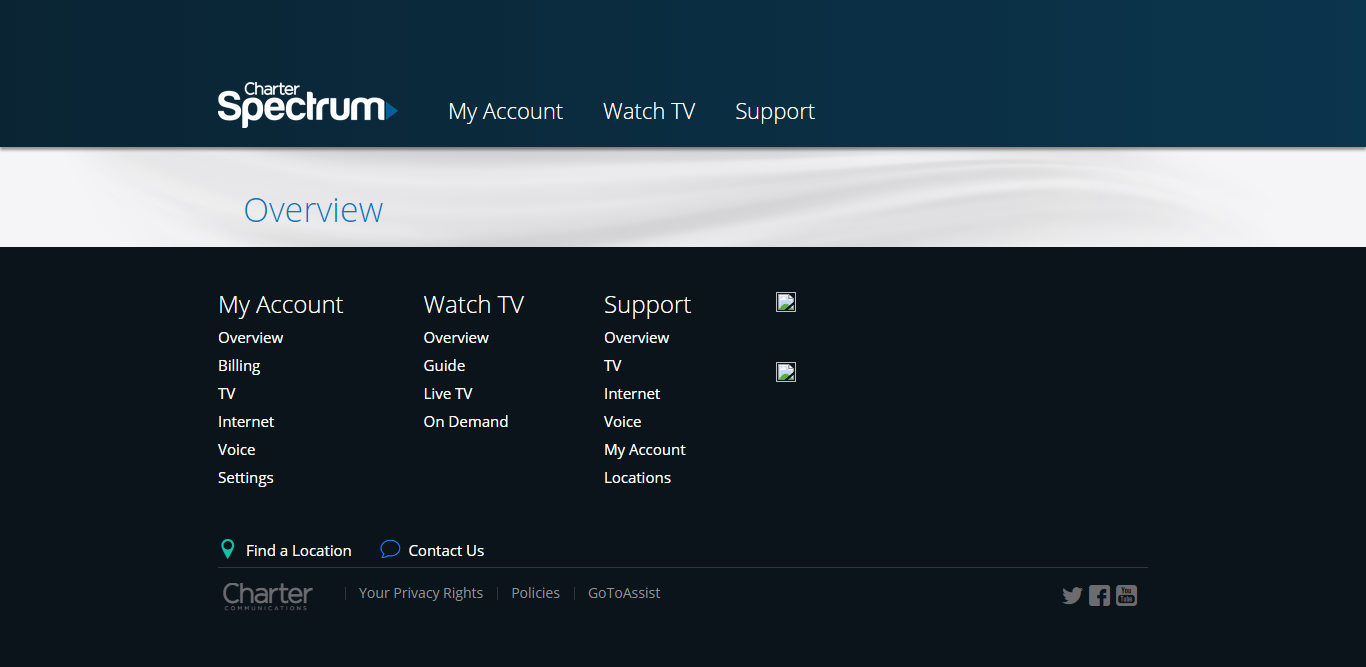 Charter
Spectrum
My Account Watch TV Support
Overview
My Account
Overview
Billing
TV
Internet
Voice
Settings
Watch TV
Overview
Guide
Live TV
On Demand
Support
Overview
TV
Internet
Voice
My Account
Locations
Find a Location Contact Us
Charter
COMMUNICATIONS
Your Privacy Rights Policies GoToAssist
You
Tube